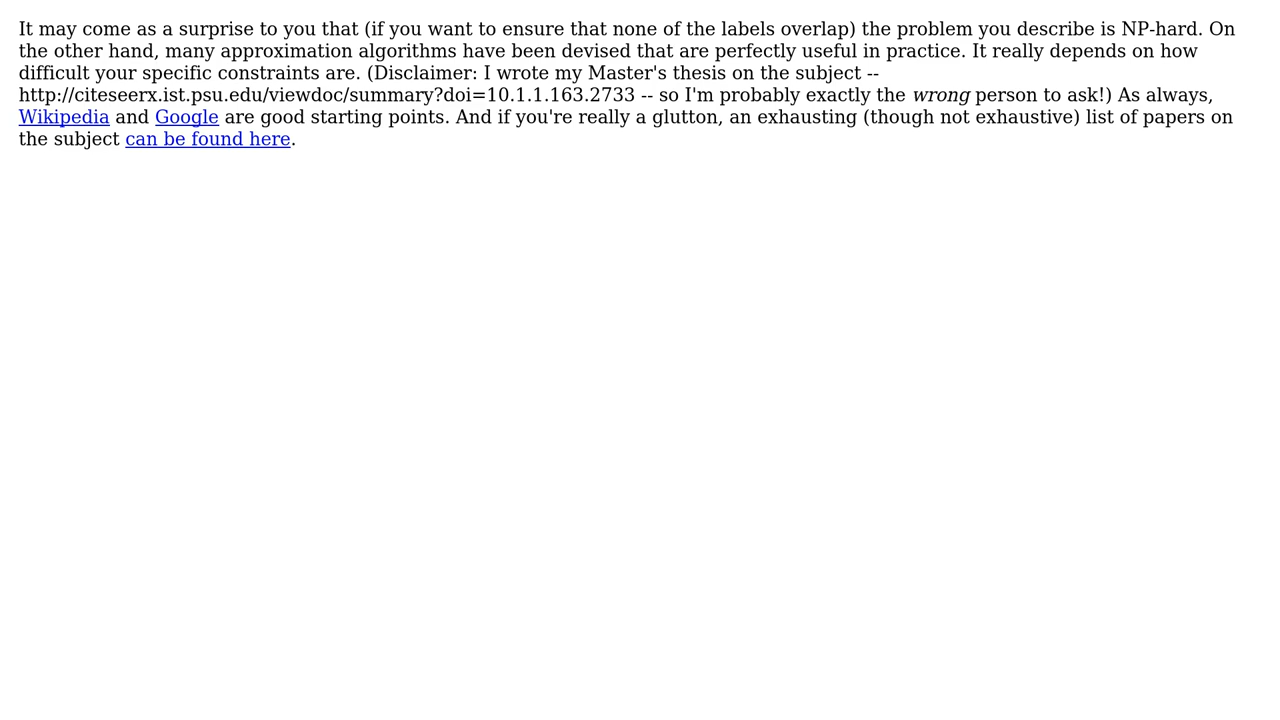 It may come as a surprise to you that (if you want to ensure that none of the labels overlap) the problem you describe is NP-hard. On
the other hand, many approximation algorithms have been devised that are perfectly useful in practice. It really depends on how
difficult your specific constraints are. (Disclaimer: I wrote my Master's thesis on the subject --
http://citeseerx.ist.psu.edu/viewdoc/summary?doi=10.1.1.163.2733 -- so I'm probably exactly the wrong person to ask!) As always,
Wikipedia and Google are good starting points. And if you're really a glutton, an exhausting (though not exhaustive) list of papers on
the subject can be found here.